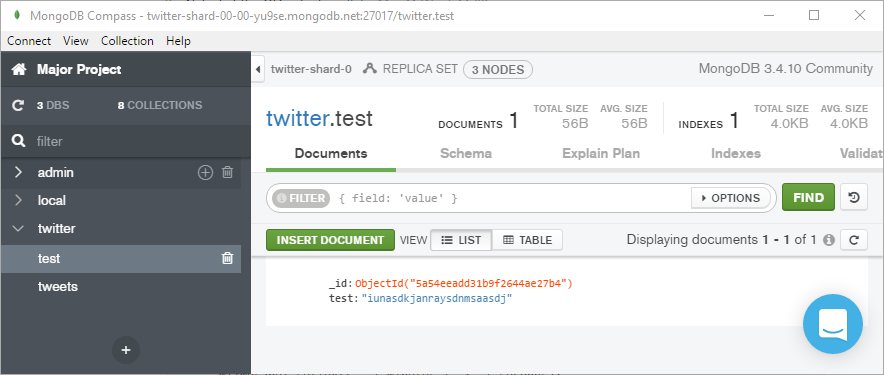 MongoDB Compass - twitter-shard-00-00-yu9se.mongodb.net:27017/twitter.test
Connect View Collection Help
Major Project
3 DBS 8 COLLECTIONS
filter
admin
local
twitter
test
tweets
twitter-shard-0 REPLICA SET 3 NODES MongoDB 3.4.10 Community
twitter.test
DOCUMENTS 1 TOTAL SIZE 56B AVG. SIZE 56B INDEXES 1 TOTAL SIZE 4.0KB AVG. SIZE 4.0KB
Documents Schema Explain Plan Indexes Validat
FILTER { field: 'value' } OPTIONS FIND
INSERT DOCUMENT VIEW LIST TABLE Displaying documents 1 - 1 of 1
_id: ObjectId("5a54eeadd31b9f2644ae27b4")
test: "iunasdkjanraysdnmsaasdj"